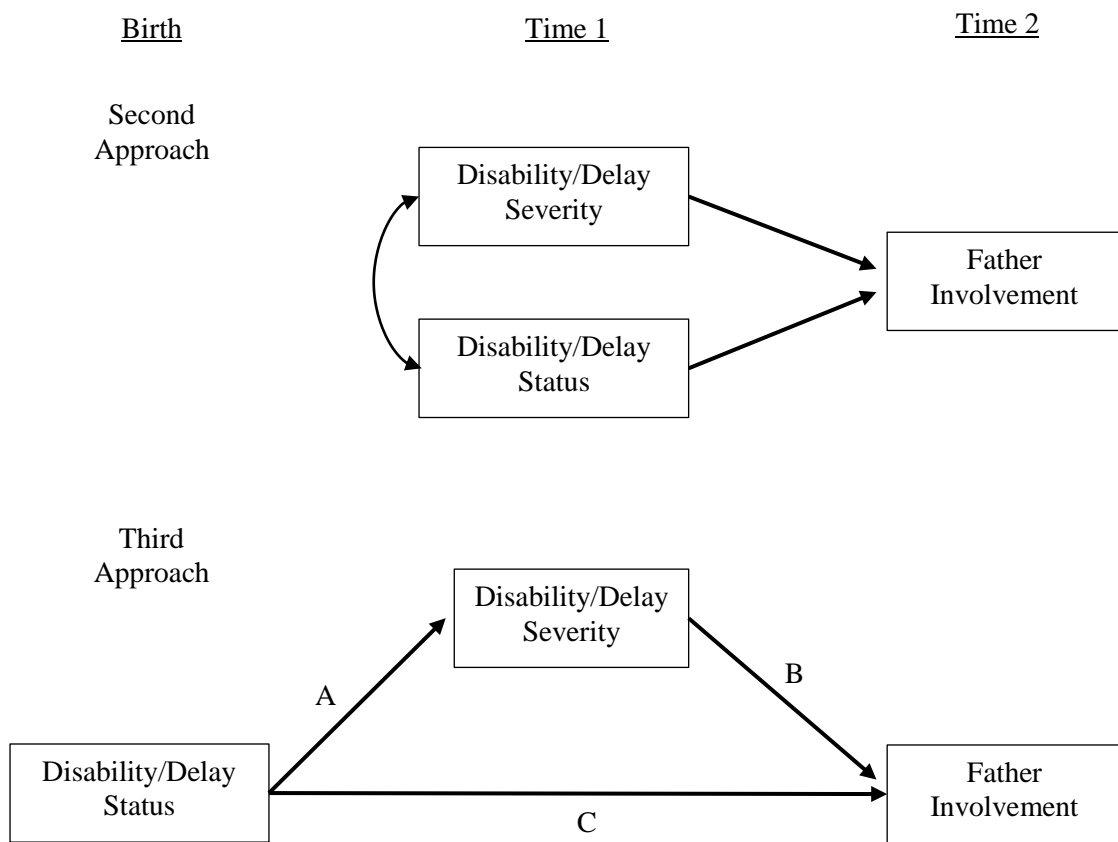 Birth
Time 1
Time 2
Second
Approach
Disability/Delay
Severity
Father
Involvement
Disability/Delay
Status
Third
Approach
Disability/Delay
Severity
A
B
Disability/Delay
Status
Father
Involvement
C